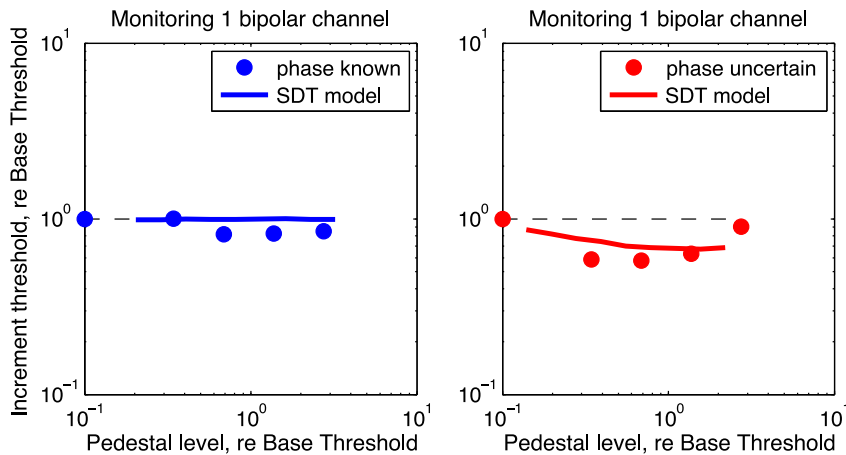 Monitoring 1 bipolar channel
Increment threshold, re Base Threshold
10^1
10^0
10^-1
phase known
SDT model
10^-1
10^0
10^1
Pedestal level, re Base Threshold
Monitoring 1 bipolar channel
10^1
10^0
10^-1
phase uncertain
SDT model
10^-1
10^0
10^1
Pedestal level, re Base Threshold